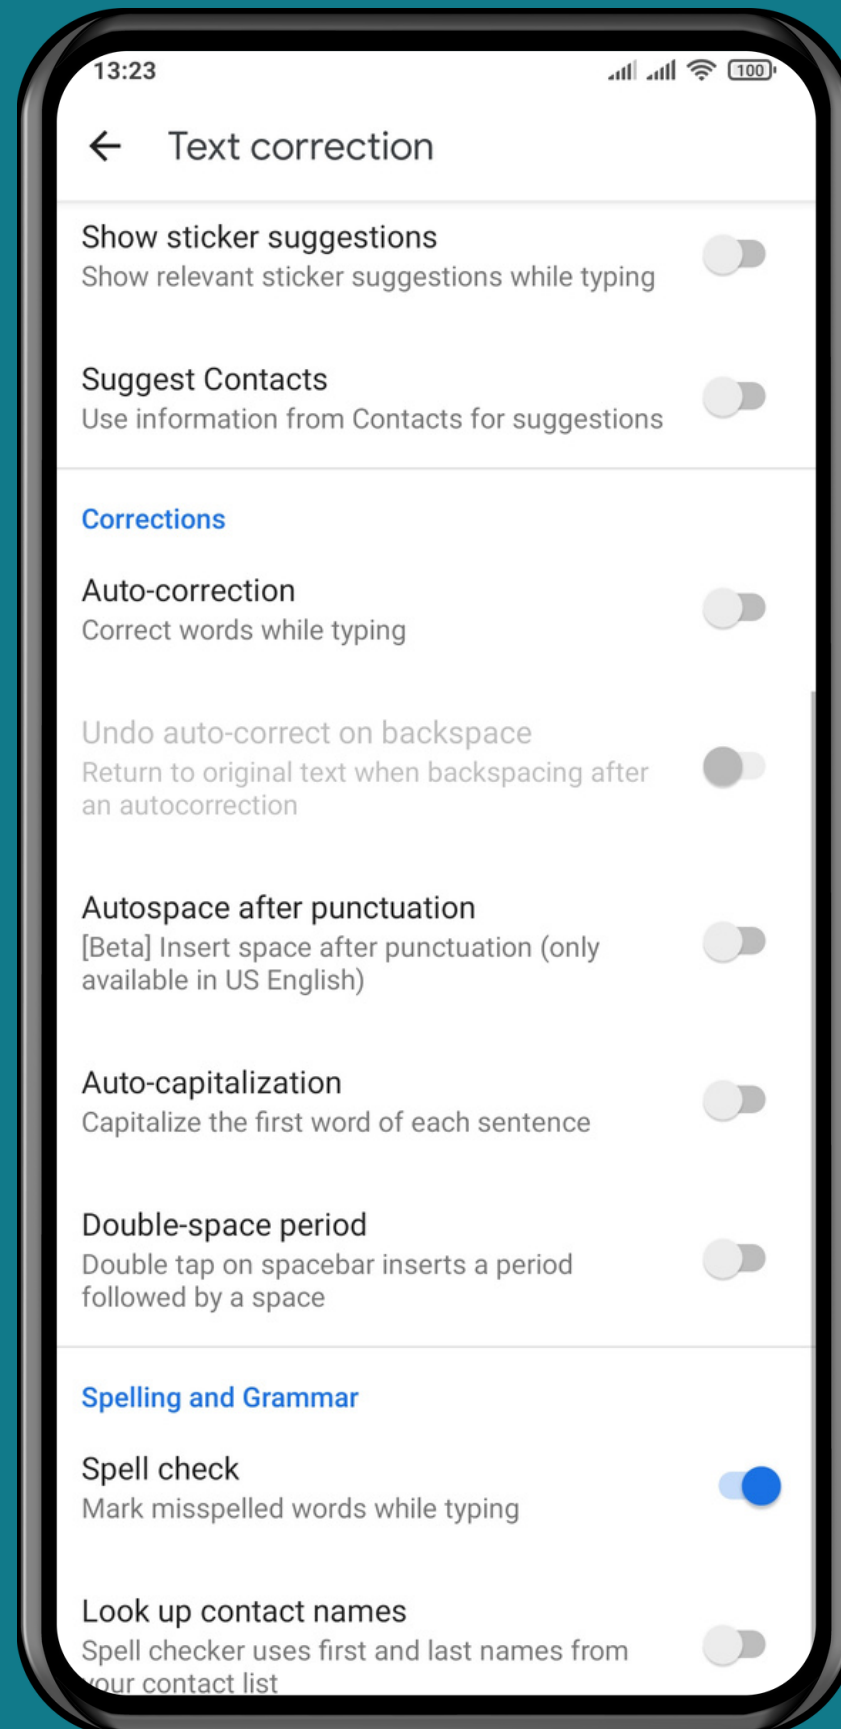 13:23
100
Text correction
Show sticker suggestions
Show relevant sticker suggestions while typing
Suggest Contacts
Use information from Contacts for suggestions
Corrections
Auto-correction
Correct words while typing
Undo auto-correct on backspace
Return to original text when backspacing after
an autocorrection
Autospace after punctuation
[Beta] Insert space after punctuation (only
available in US English)
Auto-capitalization
Capitalize the first word of each sentence
Double-space period
Double tap on spacebar inserts a period
followed by a space
Spelling and Grammar
Spell check
Mark misspelled words while typing
Look up contact names
Spell checker uses first and last names from
your contact list